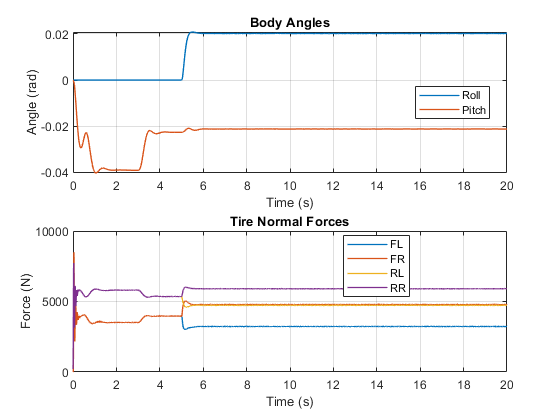 Body Angles
0.02
0
-0.02
-0.04
Angle (rad)
Roll
Pitch
0 2 4 6 8 10 12 14 16 18 20
Time (s)
Tire Normal Forces
10000
5000
0
Force (N)
FL
FR
RL
RR
0 2 4 6 8 10 12 14 16 18 20
Time (s)